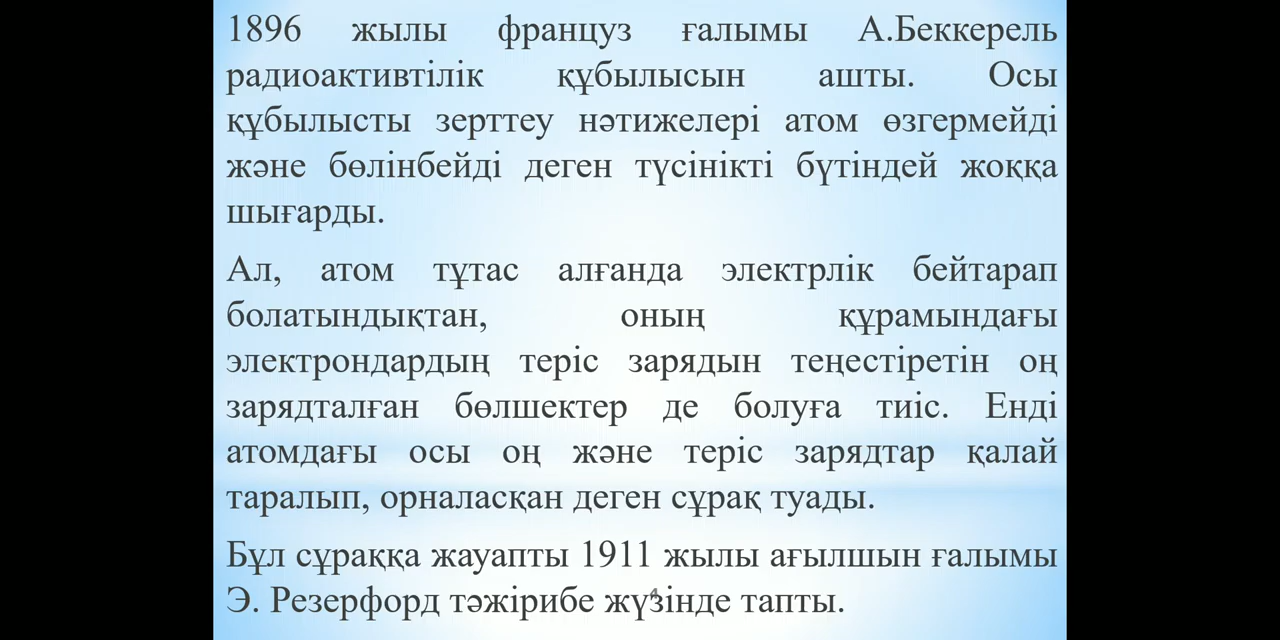 1896 жылы француз ғалымы А.Беккерель
радиоактивтілік құбылысын ашты. Осы
құбылысты зерттеу нәтижелері атом өзгермейді
және бөлінбейді деген түсінікті бүтіндей жоққа
шығарды.
Ал, атом тұтас алғанда электрлік бейтарап
болатындықтан, оның құрамындағы
электрондардың теріс зарядын теңестіретін оң
зарядталған бөлшектер де болуға тиіс. Енді
атомдағы осы оң және теріс зарядтар қалай
таралып, орналасқан деген сұрақ туады.
Бұл сұраққа жауапты 1911 жылы ағылшын ғалымы
Э. Резерфорд тәжірибе жүзінде тапты.
4